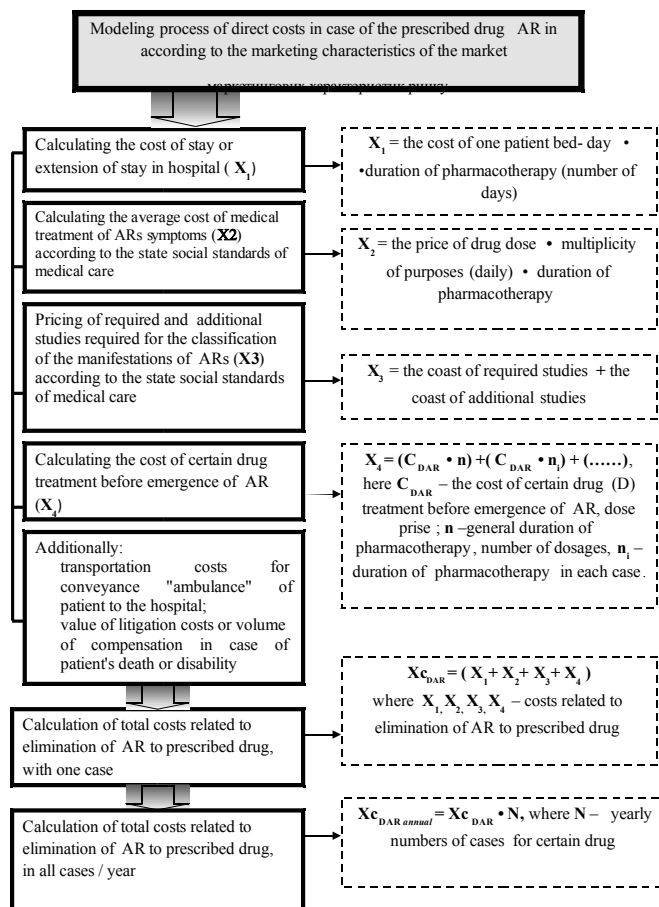 Modeling process of direct costs in case of the prescribed drug AR in
according to the marketing characteristics of the market
маркетингових характеристик ринку
Calculating the cost of stay or
extension of stay in hospital ( X1)
X1 = the cost of one patient bed- day •
•duration of pharmacotherapy (number of
days)
Calculating the average cost of medical
treatment of ARs symptoms (X2)
according to the state social standards of
medical care
X2 = the price of drug dose • multiplicity
of purposes (daily) • duration of
pharmacotherapy
Pricing of required and additional
studies required for the classification
of the manifestations of ARs (X3)
according to the state social standards
of medical care
X3 = the coast of required studies + the
coast of additional studies
Calculating the cost of certain drug
treatment before emergence of AR
(X4)
X4 = (CDAR • n) +( CDAR • ni) + (……),
here CDAR – the cost of certain drug (D)
treatment before emergence of AR, dose
prise ; n –general duration of
pharmacotherapy, number of dosages, ni –
duration of pharmacotherapy in each case.
Additionally:
transportation costs for
conveyance "ambulance" of
patient to the hospital;
value of litigation costs or volume
of compensation in case of
patient's death or disability
XcDAR = ( X1+ X2+ X3+ X4 )
where X1, X2, X3, X4 – costs related to
elimination of AR to prescribed drug
Calculation of total costs related to
elimination of AR to prescribed drug,
with one case
Calculation of total costs related to
elimination of AR to prescribed drug,
in all cases / year
XcDAR annual = Xc DAR • N, where N – yearly
numbers of cases for certain drug